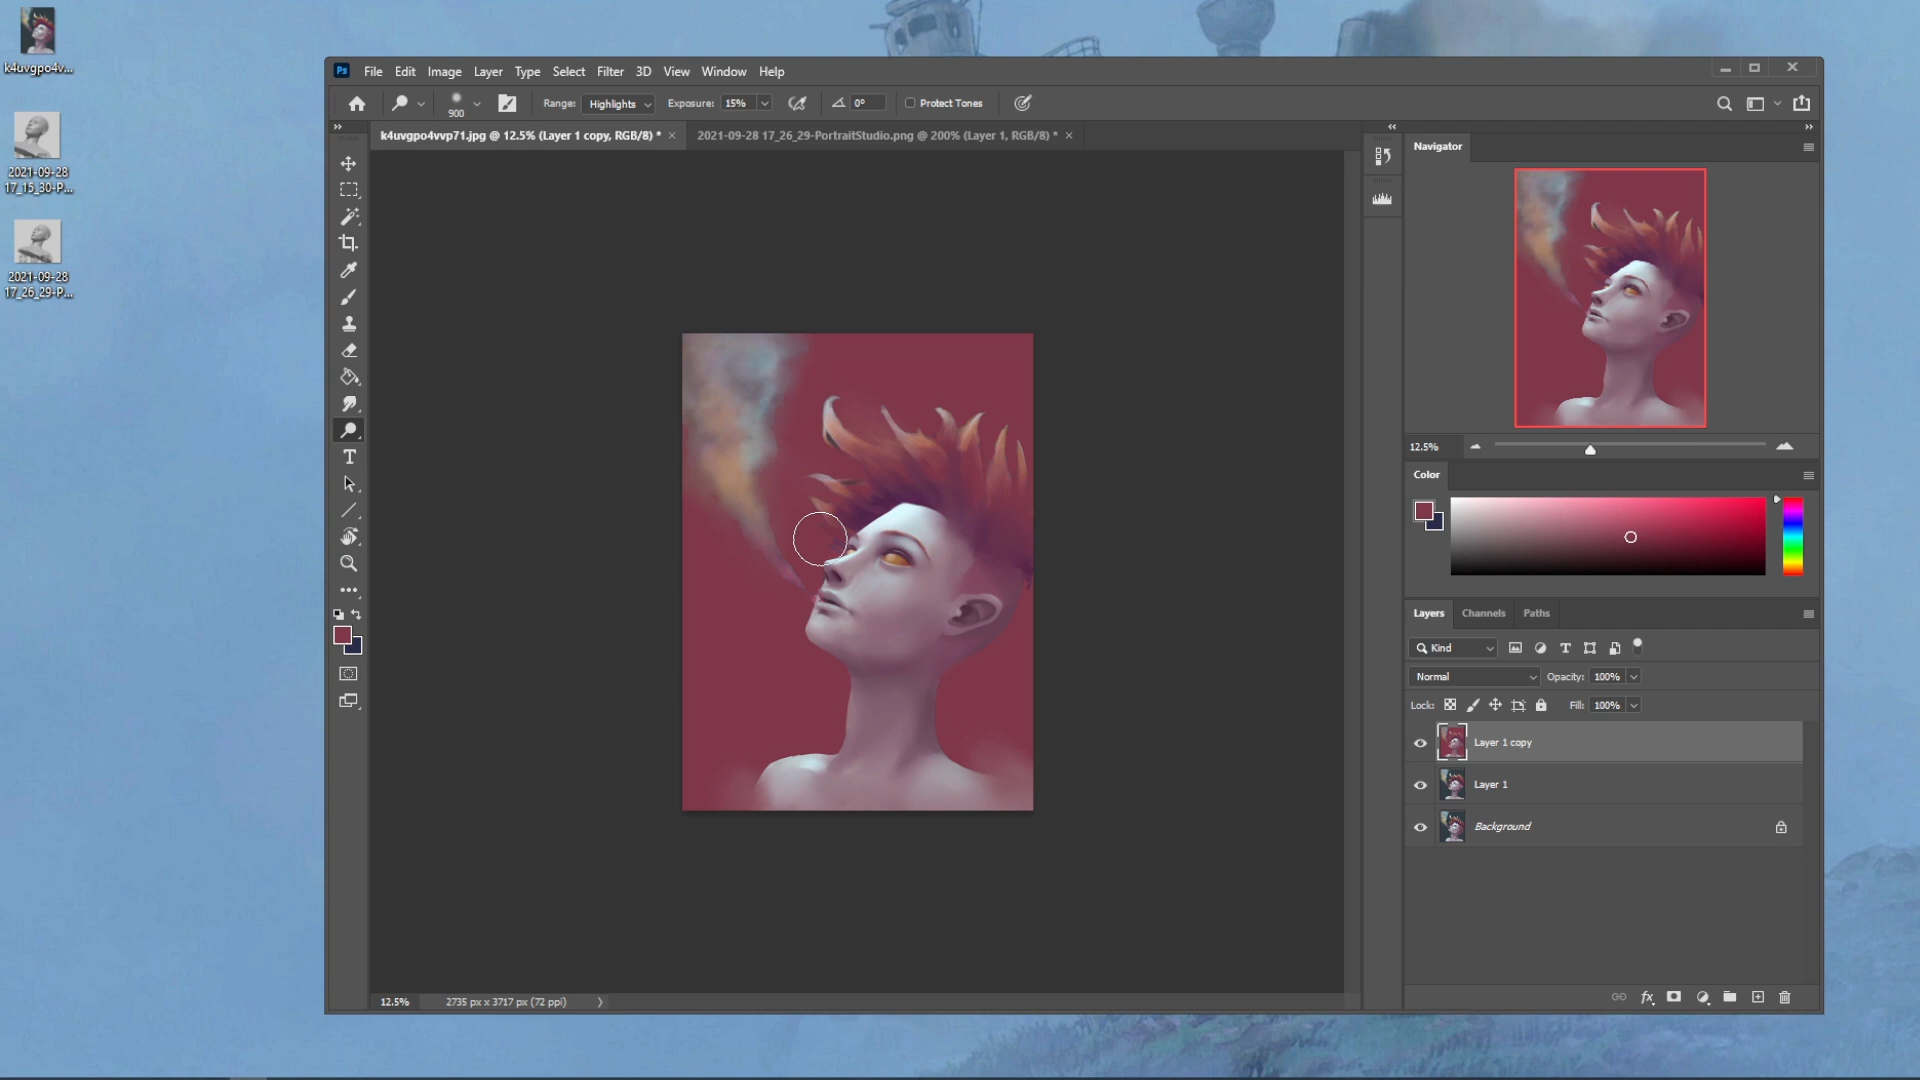 k4uvgpo4v...
2021-09-28
17_15_30-P...
2021-09-28
17_26_29-P...
Ps File Edit Image Layer Type Select Filter 3D View Window Help
900 Range: Highlights Exposure: 15% 0° Protect Tones
k4uvgpo4vvp71.jpg @ 12.5% (Layer 1 copy, RGB/8) * 2021-09-28 17_26_29-PortraitStudio.png @ 200% (Layer 1, RGB/8) *
Navigator
12.5%
Color
Layers Channels Paths
Kind
Normal Opacity: 100%
Lock: Fill: 100%
Layer 1 copy
Layer 1
Background
fx
12.5% 2735 px x 3717 px (72 ppi)